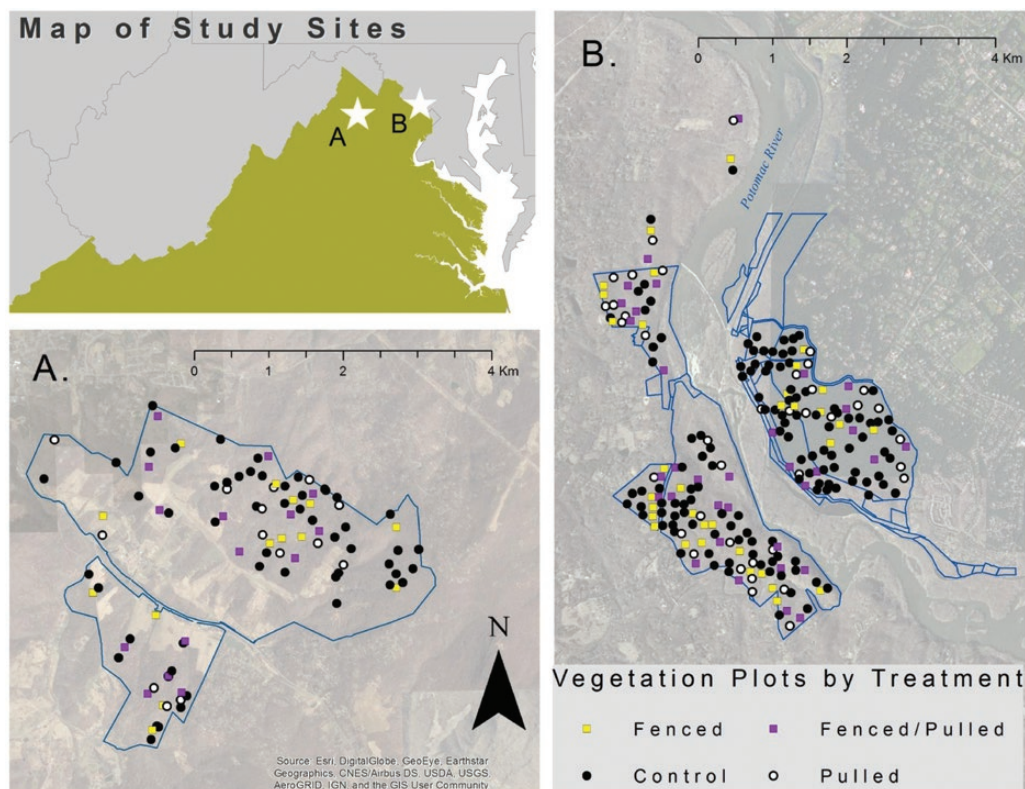 Map of Study Sites
A
B
A.
0 2 4 Km
N
Source: Esri, DigitalGlobe, GeoEye, Earthstar
Geographics, CNES/Airbus DS, USDA, USGS,
AeroGRID, IGN, and the GIS User Community
B.
0 2 4 Km
Potomac River
Vegetation Plots by Treatment
Fenced
Fenced/Pulled
Control
Pulled